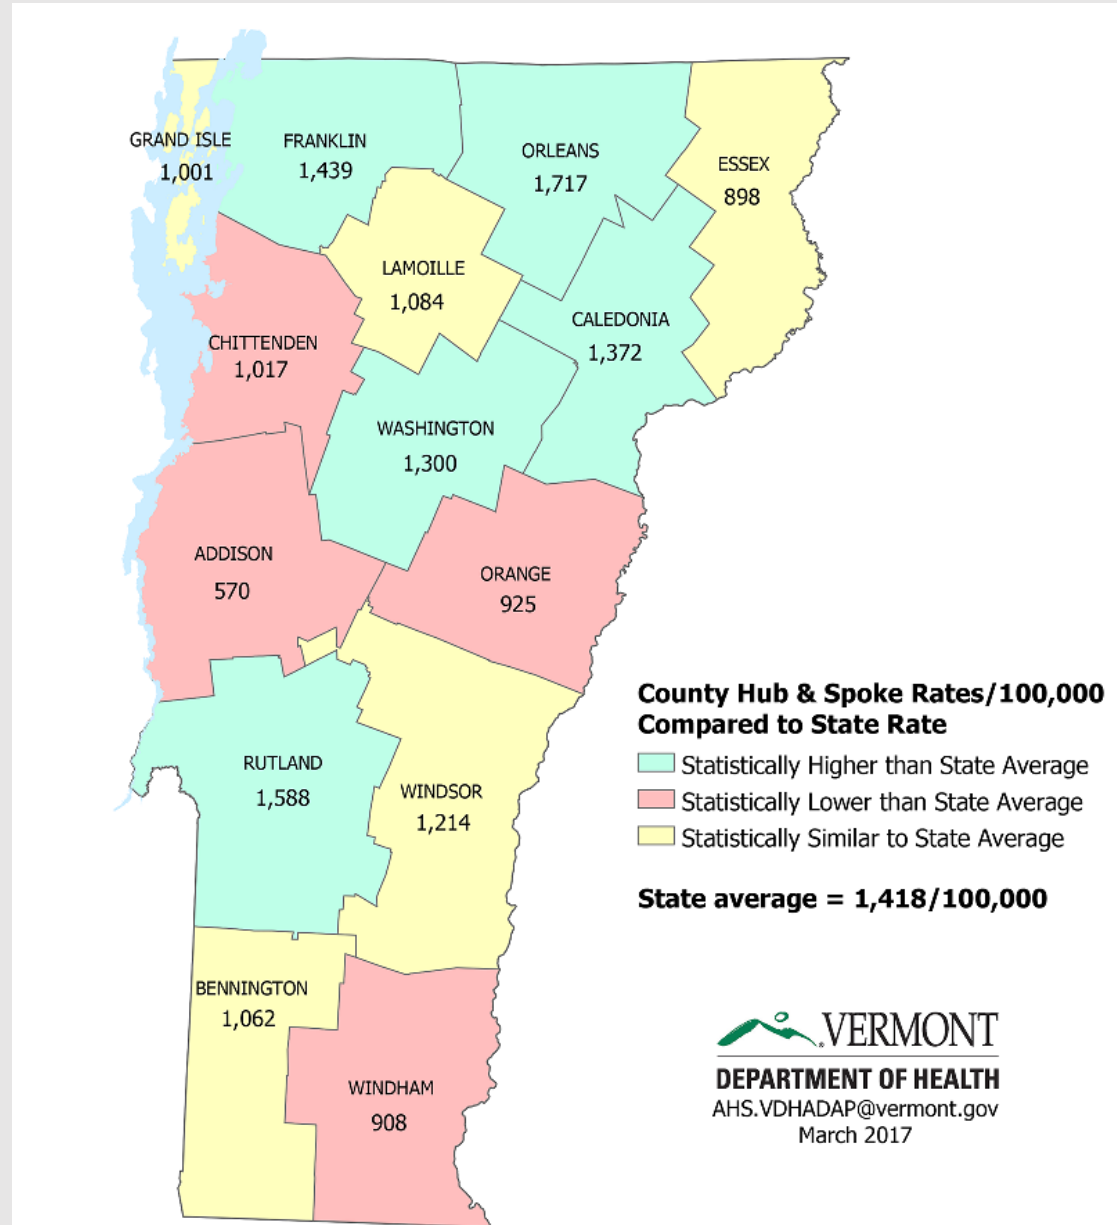 GRAND ISLE
1,001
FRANKLIN
1,439
ORLEANS
1,717
ESSEX
898
LAMOILLE
1,084
CHITTENDEN
1,017
CALEDONIA
1,372
WASHINGTON
1,300
ADDISON
570
ORANGE
925
RUTLAND
1,588
WINDSOR
1,214
BENNINGTON
1,062
WINDHAM
908
County Hub & Spoke Rates/100,000
Compared to State Rate
Statistically Higher than State Average
Statistically Lower than State Average
Statistically Similar to State Average
State average = 1,418/100,000
VERMONT
DEPARTMENT OF HEALTH
AHS.VDHADAP@vermont.gov
March 2017